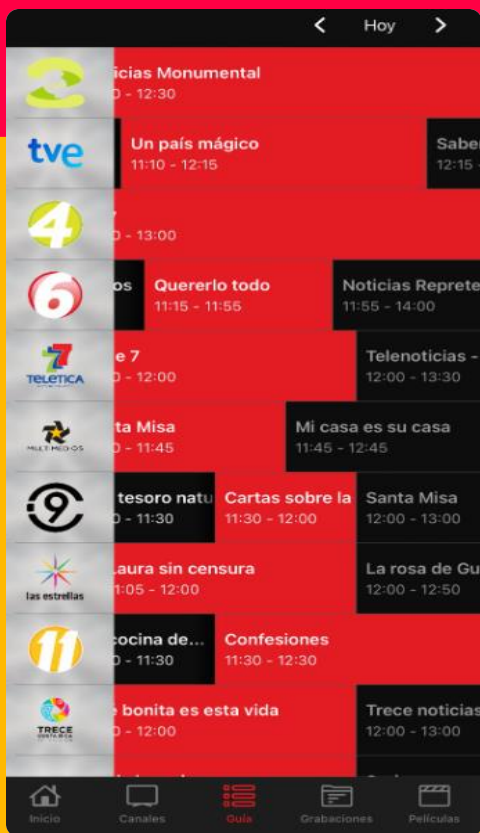 Hoy
icias Monumental
0 - 12:30
tve
Un país mágico
11:10 - 12:15
Sabe
12:15 -
4
0 - 13:00
6
os
Quererlo todo
11:15 - 11:55
Noticias Reprete
11:55 - 14:00
7
TELETICA
e 7
0 - 12:00
Telenoticias -
12:00 - 13:30
MULTIMEDIOS
ta Misa
0 - 11:45
Mi casa es su casa
11:45 - 12:45
9
tesoro natu
0 - 11:30
Cartas sobre la
11:30 - 12:00
Santa Misa
12:00 - 13:00
las estrellas
aura sin censura
1:05 - 12:00
La rosa de Gu
12:00 - 12:50
11
cocina de...
0 - 11:30
Confesiones
11:30 - 12:30
TRECE
COSTA RICA
e bonita es esta vida
0 - 12:00
Trece noticias
12:00 - 13:00
Inicio
Canales
Guía
Grabaciones
Películas